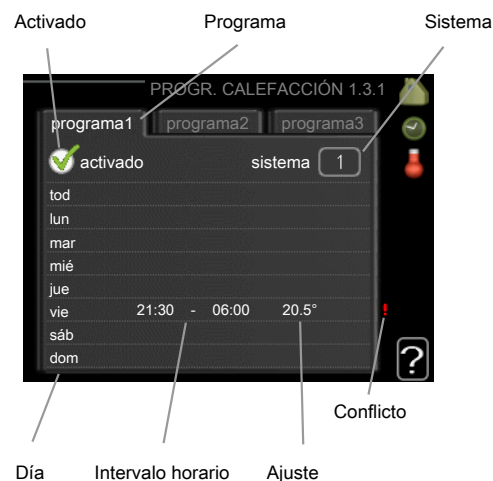 Activado Programa Sistema
PROGR. CALEFACCIÓN 1.3.1
programa1 programa2 programa3
activado sistema 1
tod
lun
mar
mié
jue
vie 21:30 - 06:00 20.5° !
sáb
dom
?
Conflicto
Día Intervalo horario Ajuste